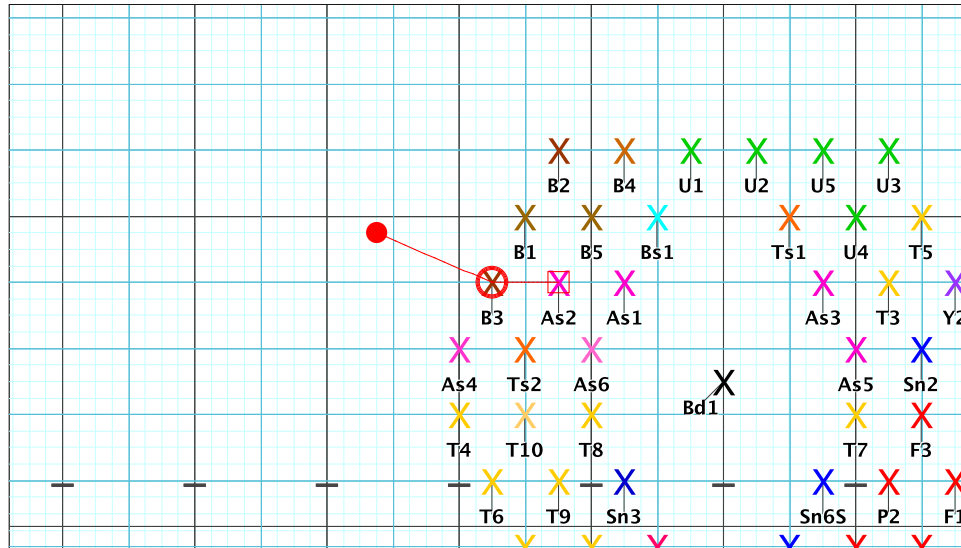 B2 B4 U1 U2 U5 U3
B1 B5 Bs1 Ts1 U4 T5
B3 As2 As1 As3 T3 Y2
As4 Ts2 As6 As5 Sn2
Bd1
T4 T10 T8 T7 F3
T6 T9 Sn3 Sn6S P2 F1